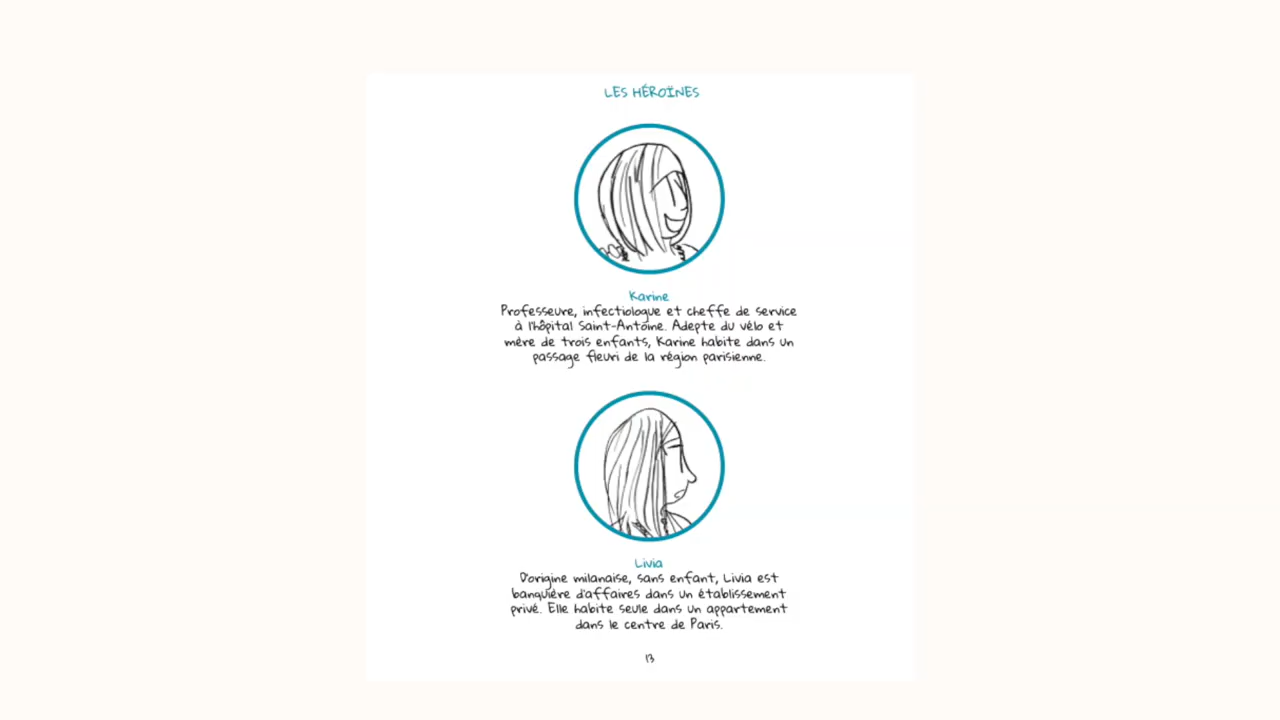 LES HÉROÏNES
Karine
Professeure, infectiologue et cheffe de service
à l'hôpital Saint-Antoine. Adepte du vélo et
mère de trois enfants, Karine habite dans un
passage fleuri de la région parisienne.
Livia
D'origine milanaise, sans enfant, Livia est
banquière d'affaires dans un établissement
privé. Elle habite seule dans un appartement
dans le centre de Paris.
13